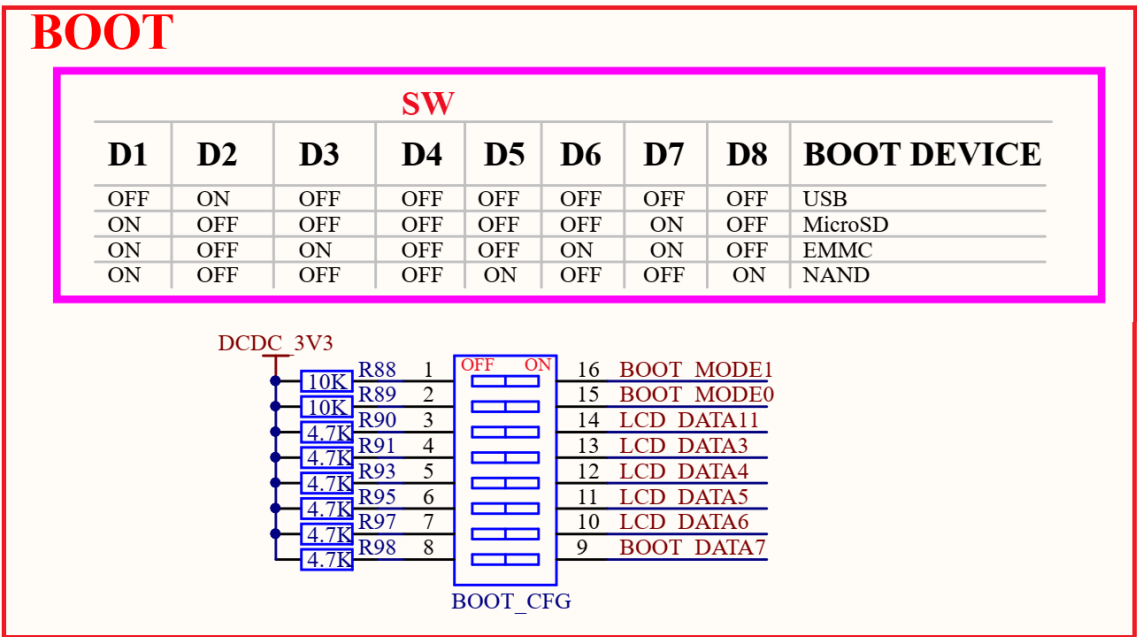 BOOT
SW
D1 D2 D3 D4 D5 D6 D7 D8 BOOT DEVICE
OFF ON OFF OFF OFF OFF OFF OFF USB
ON OFF OFF OFF OFF OFF ON OFF MicroSD
ON OFF ON OFF OFF ON ON OFF EMMC
ON OFF OFF OFF ON OFF OFF ON NAND
DCDC_3V3
OFF ON
10K R88 1 16 BOOT_MODE1
10K R89 2 15 BOOT_MODE0
4.7K R90 3 14 LCD_DATA11
4.7K R91 4 13 LCD_DATA3
4.7K R93 5 12 LCD_DATA4
4.7K R95 6 11 LCD_DATA5
4.7K R97 7 10 LCD_DATA6
4.7K R98 8 9 BOOT_DATA7
BOOT_CFG